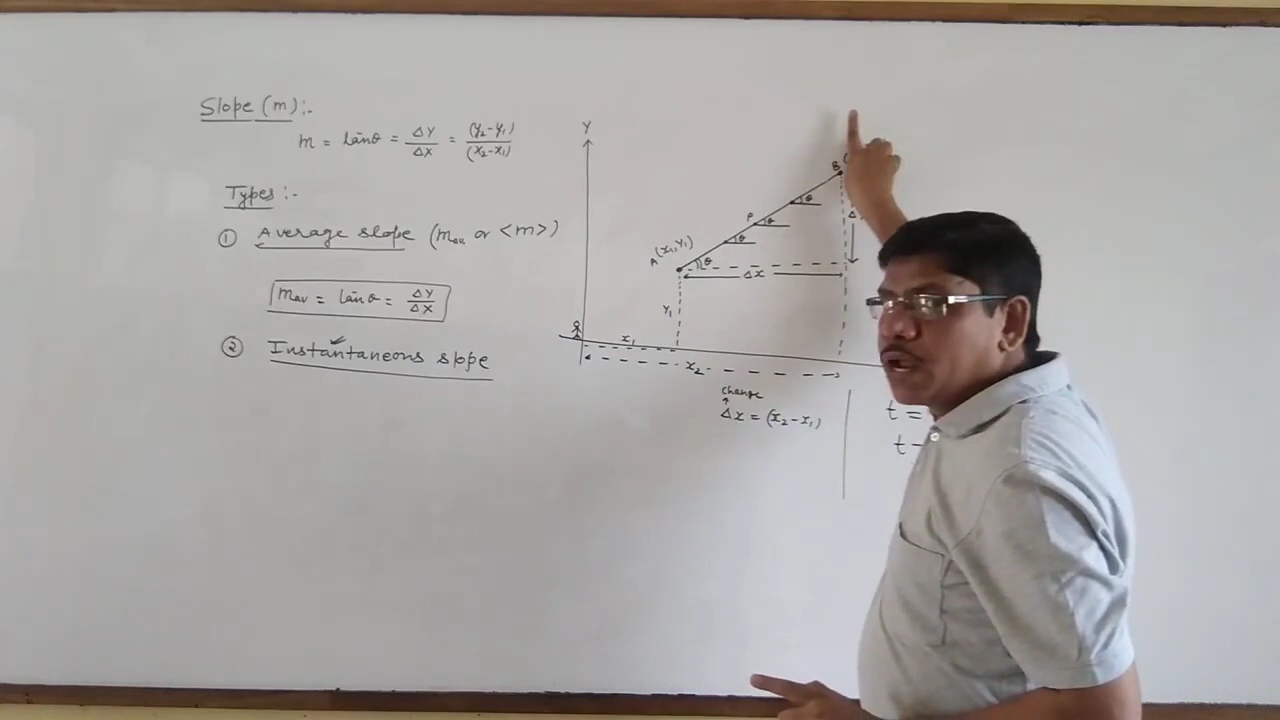 Slope (m):-
m = tanθ = ΔY/ΔX = (y₂-y₁)/(x₂-x₁)
Types:-
① Average slope (mav or <m>)
mav = tanθ = ΔY/ΔX
② Instantaneous slope
Y
B (
Δ
P
θ
θ
θ
A (x₁,Y₁)
θ
Δx
Y₁
x₁
x₂
change
Δx = (x₂-x₁)
t =
t -